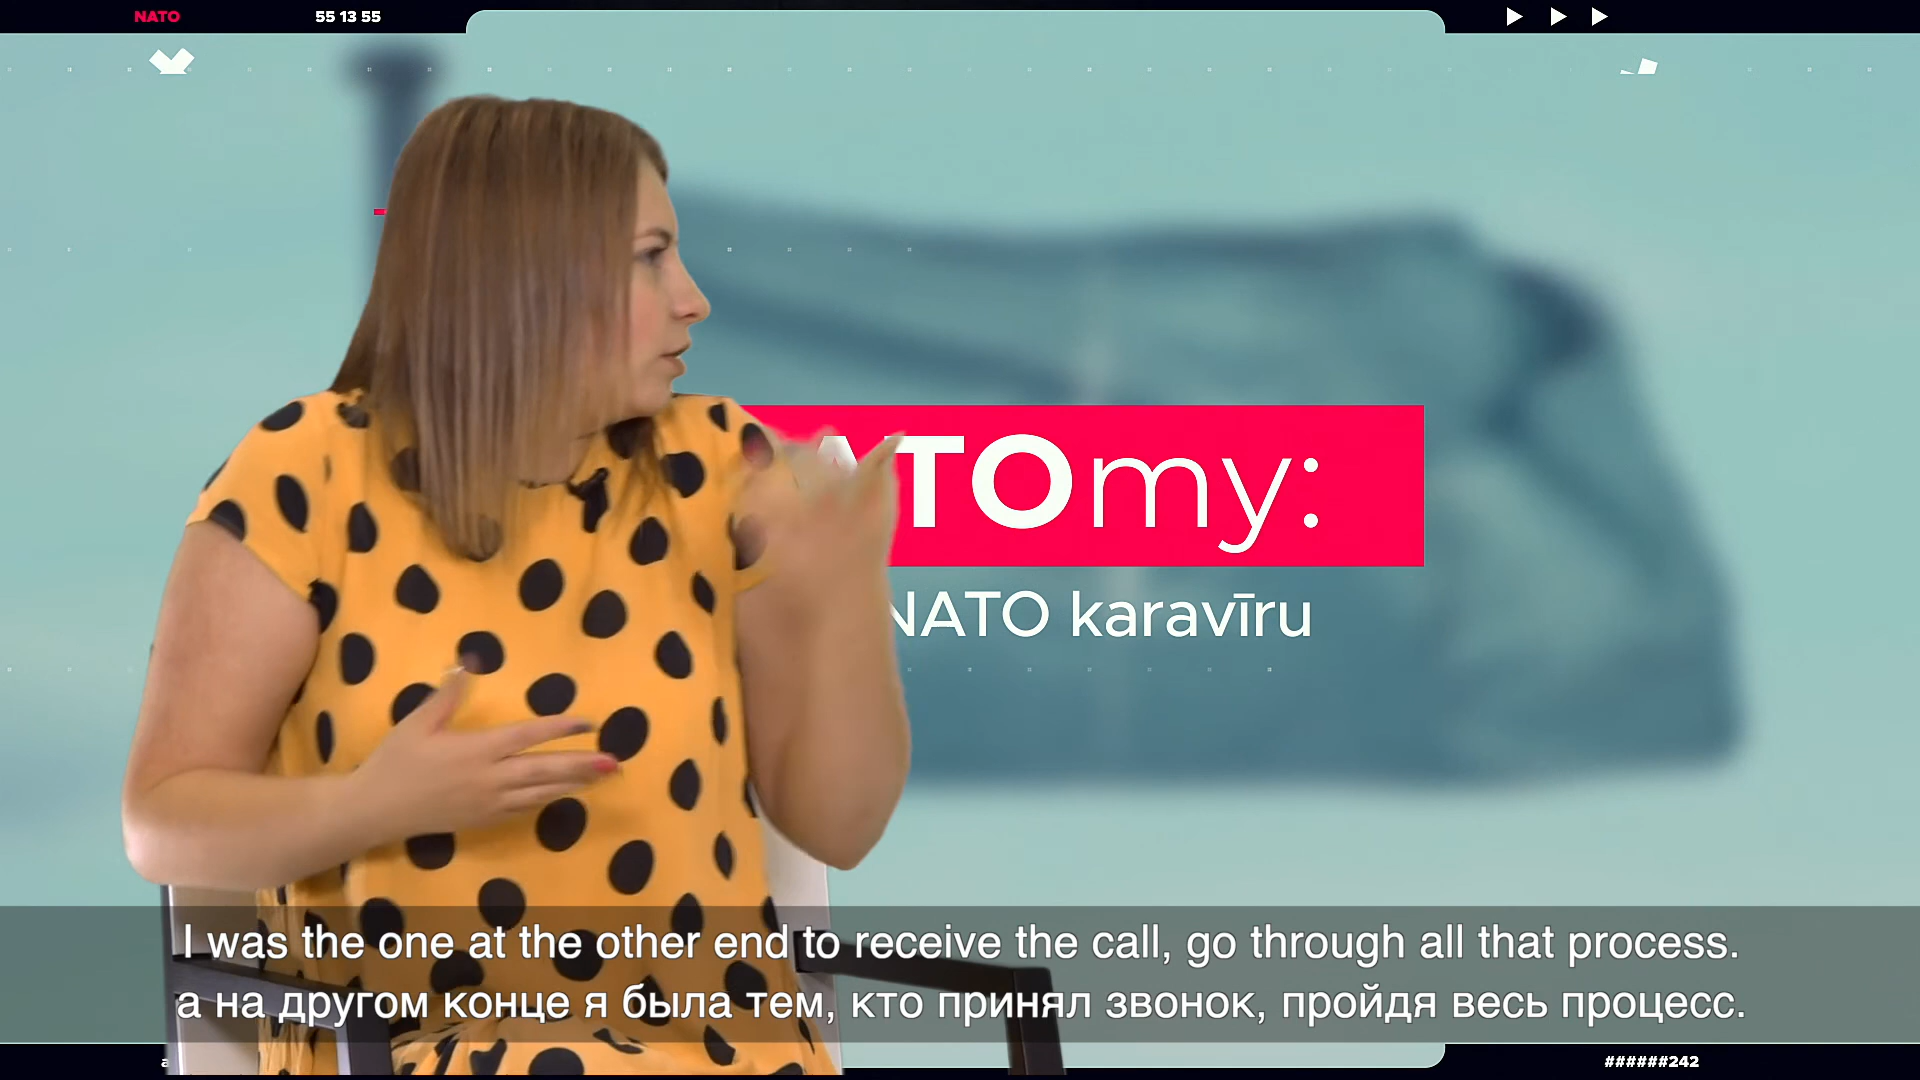 NATO
55 13 55
ATOmy:
NATO karavīru
I was the one at the other end to receive the call, go through all that process.
а на другом конце я была тем, кто принял звонок, пройдя весь процесс.
######242